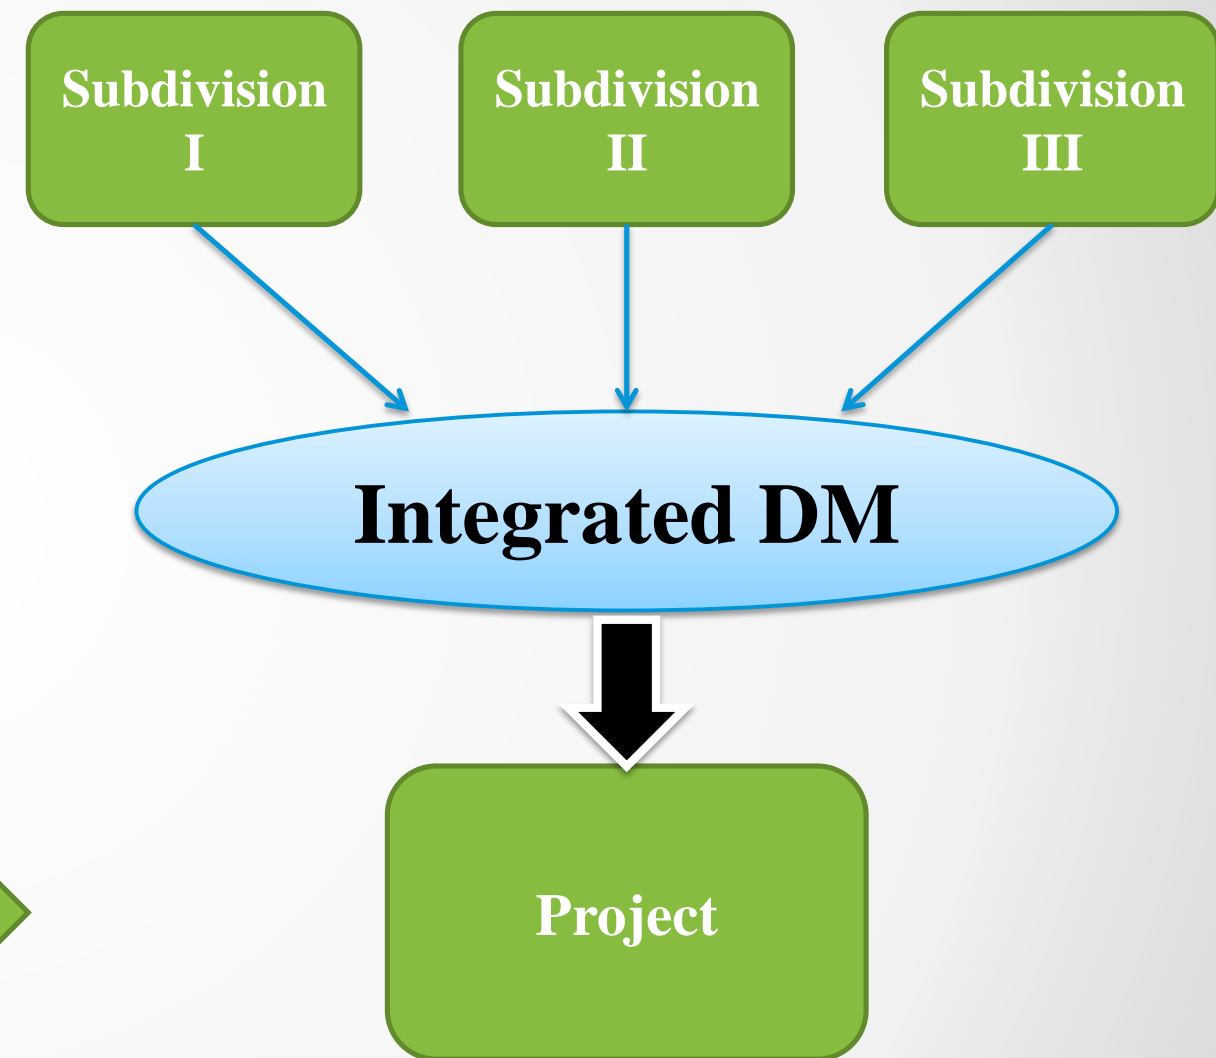 Subdivision
I
Subdivision
II
Subdivision
III
Integrated DM
Project